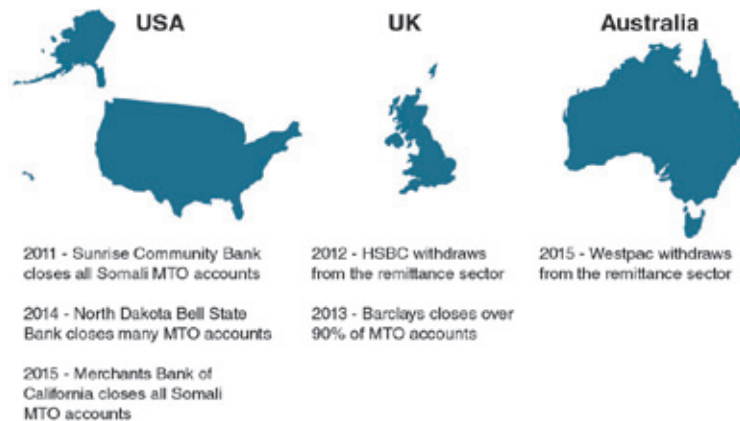 USA
2011 - Sunrise Community Bank
closes all Somali MTO accounts
2014 - North Dakota Bell State
Bank closes many MTO accounts
2015 - Merchants Bank of
California closes all Somali
MTO accounts
UK
2012 - HSBC withdraws
from the remittance sector
2013 - Barclays closes over
90% of MTO accounts
Australia
2015 - Westpac withdraws
from the remittance sector